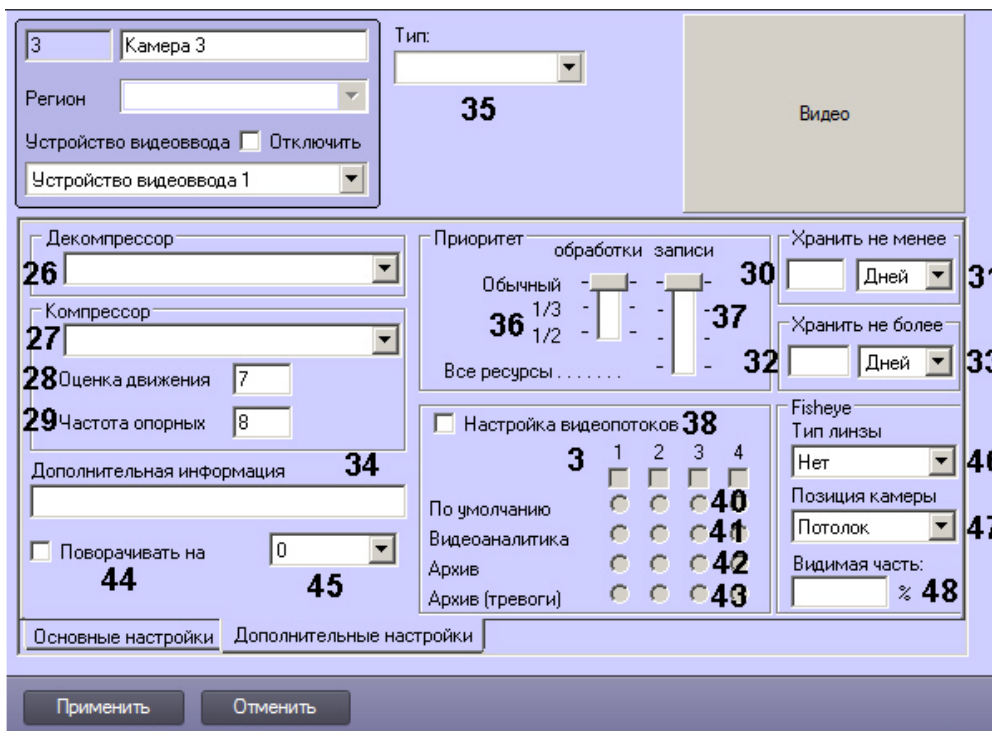 3 Камера 3
Регион
Устройство видеоввода Отключить
Устройство видеоввода 1
Тип:
35
Видео
Декомпрессор
26
Компрессор
27
28 Оценка движения 7
29 Частота опорных 8
Дополнительная информация 34
Поворачивать на 0
44 45
Приоритет
обработки записи
Обычный
1/3
36 37
1/2
Все ресурсы . . . . . . .
Хранить не менее
30 Дней 31
Хранить не более
32 Дней 33
Настройка видеопотоков 38
3 1 2 3 4
По умолчанию 40
Видеоаналитика 41
Архив 42
Архив (тревоги) 43
Fisheye
Тип линзы
Нет
Позиция камеры
Потолок 47
Видимая часть:
% 48
Основные настройки Дополнительные настройки
Применить Отменить